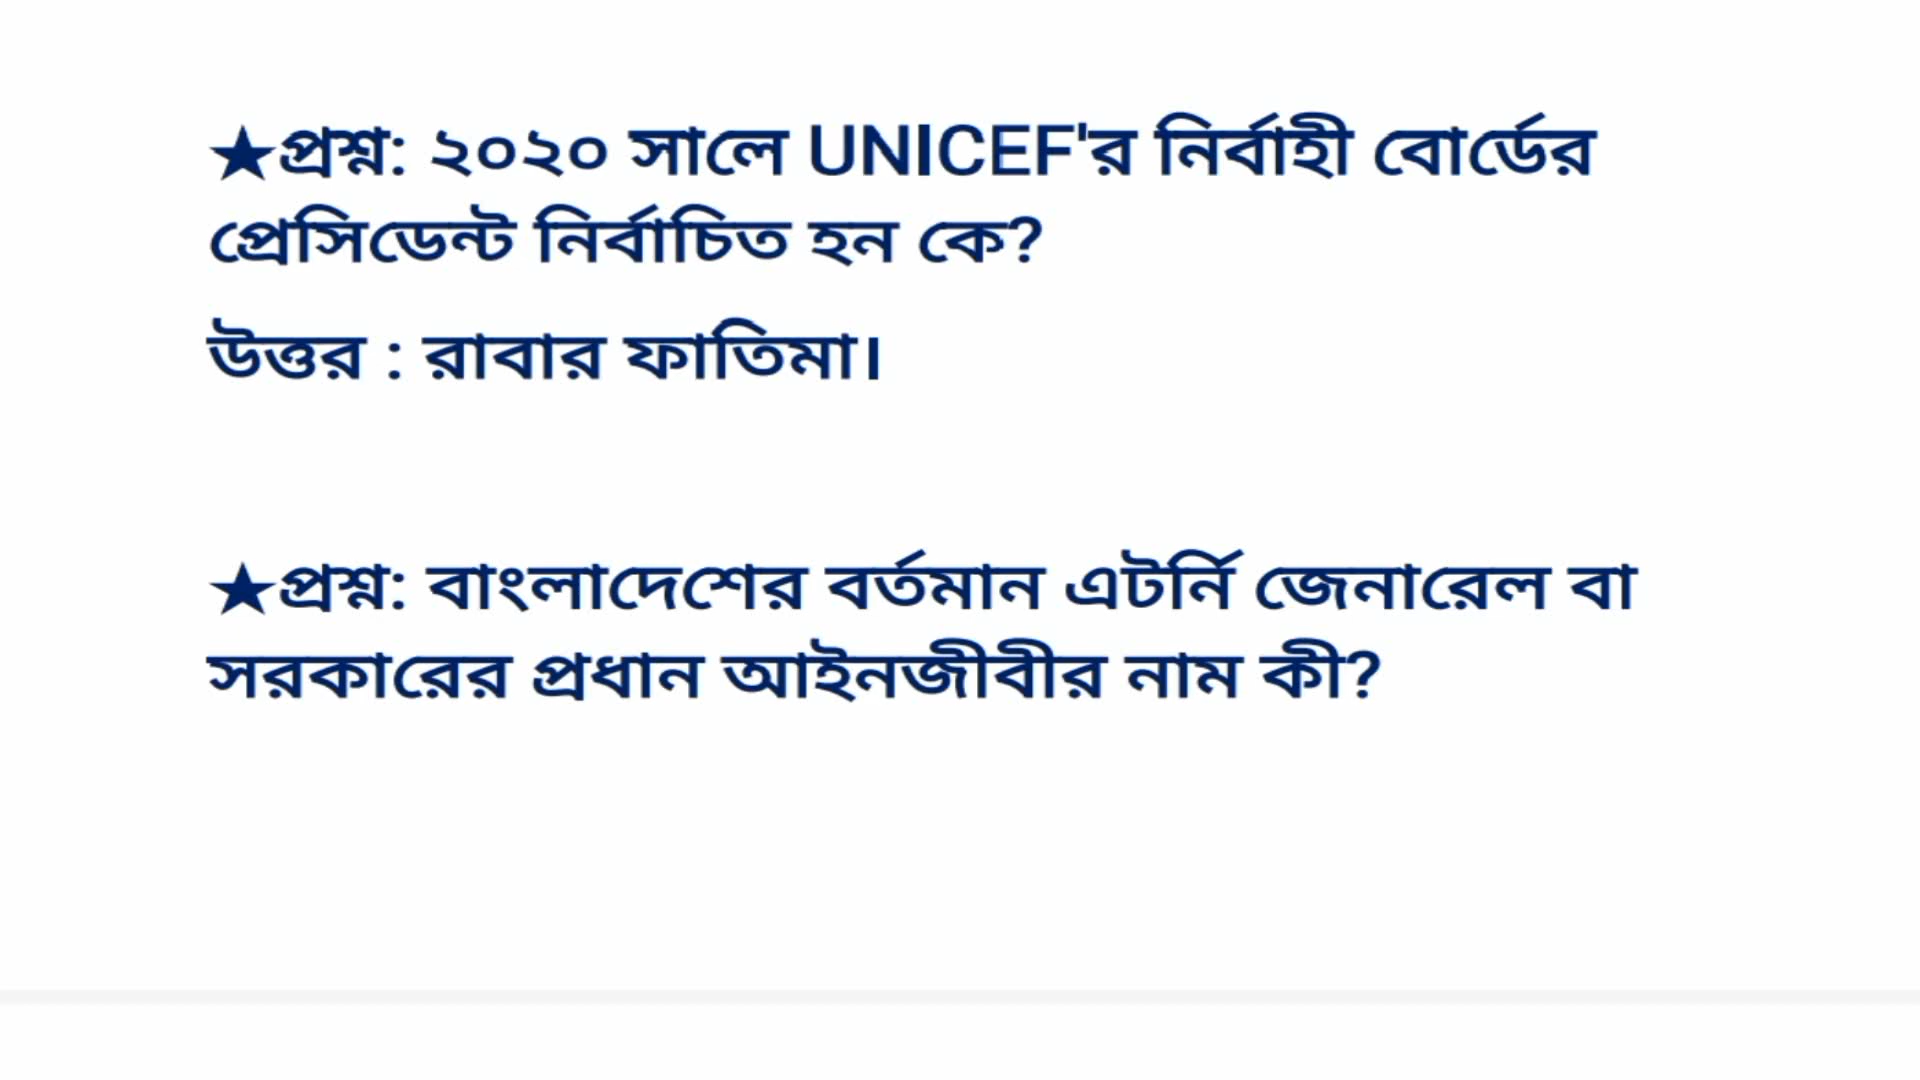 ★প্রশ্ন: ২০২০ সালে UNICEF'র নির্বাহী বোর্ডের
প্রেসিডেন্ট নির্বাচিত হন কে?
উত্তর : রাবার ফাতিমা।
★প্রশ্ন: বাংলাদেশের বর্তমান এটর্নি জেনারেল বা
সরকারের প্রধান আইনজীবীর নাম কী?